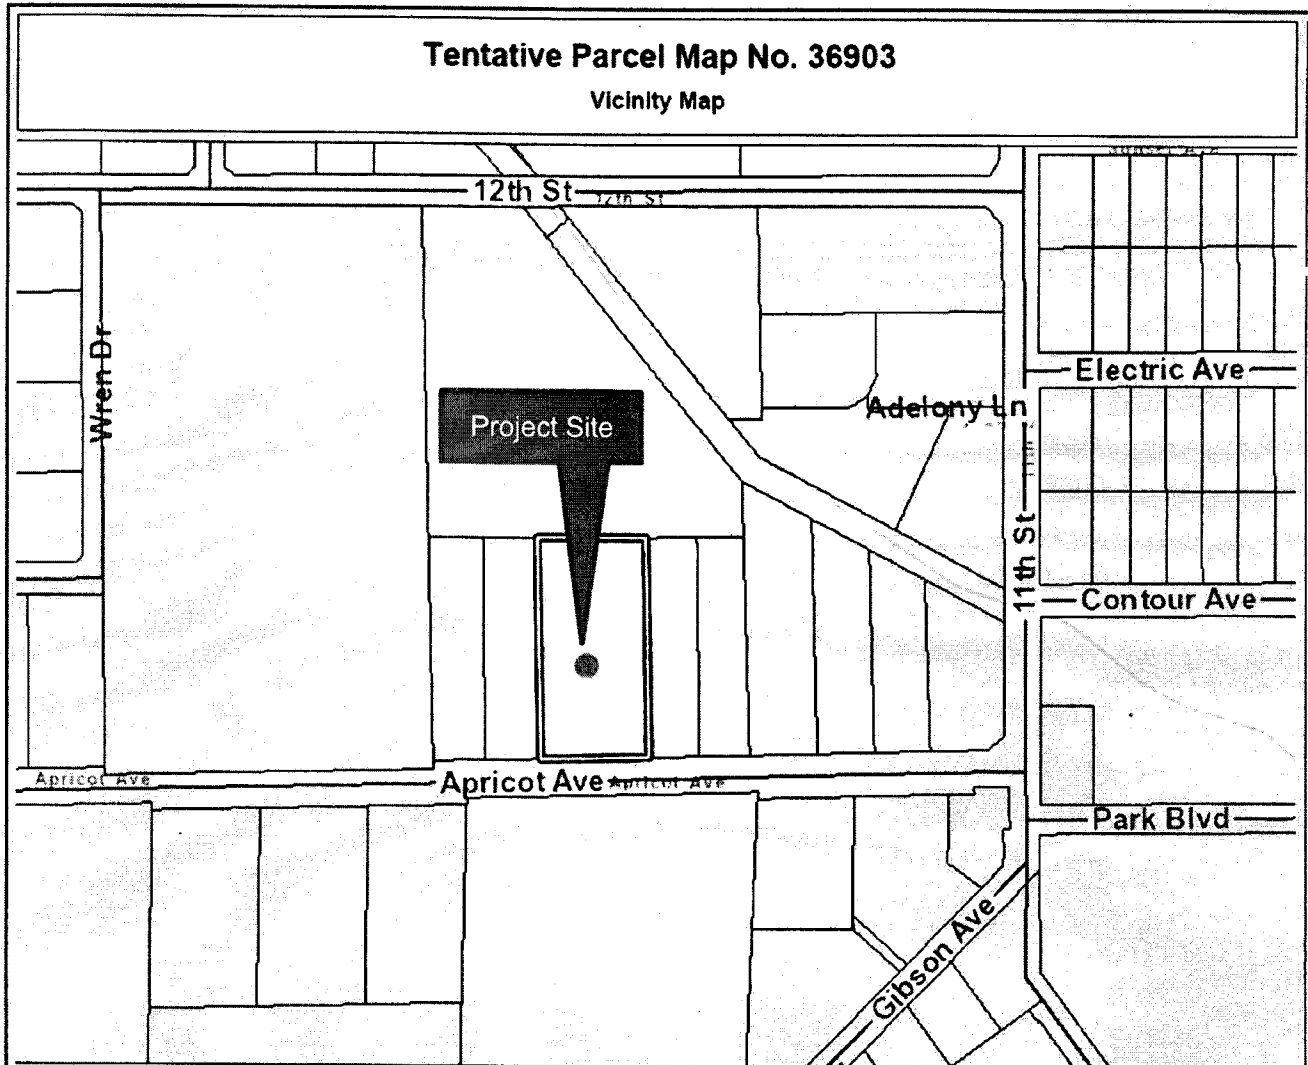 Tentative Parcel Map No. 36903
Vicinity Map
12th St
12th St
Wren Dr
Electric Ave
Adelony Ln
Project Site
11th St
Contour Ave
Apricot Ave
Apricot Ave
Apricot Ave
Park Blvd
Gibson Ave